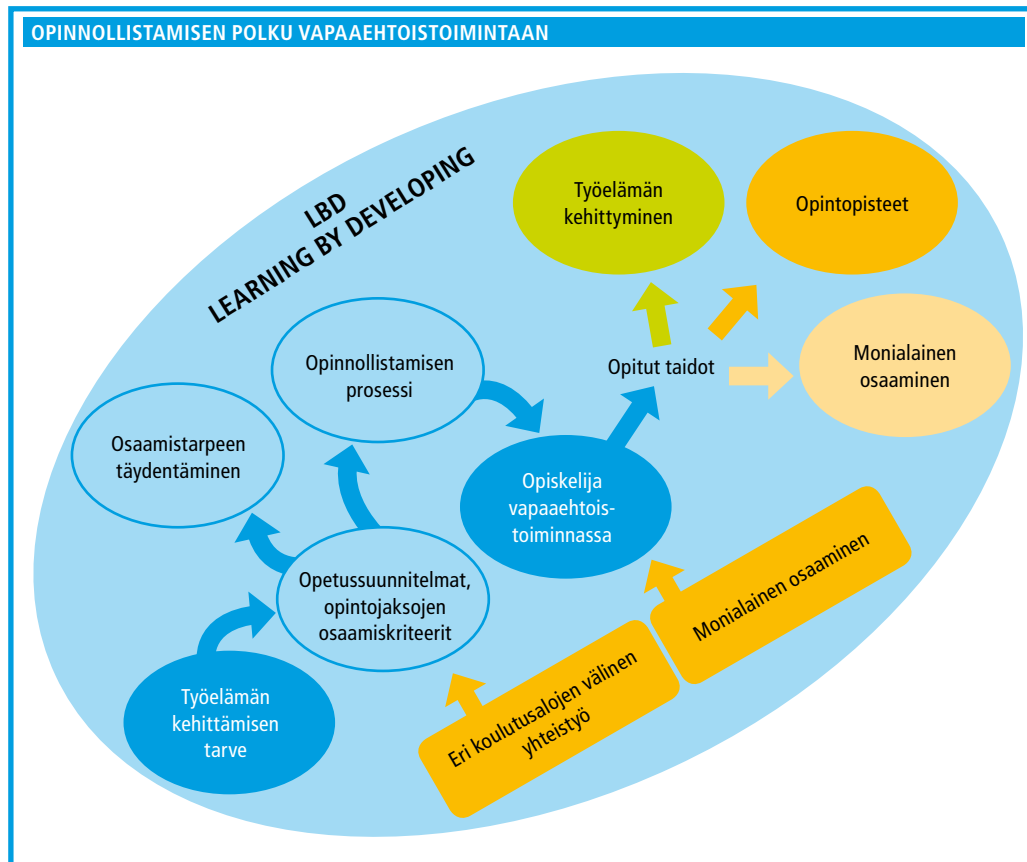 OPINNOLLISTAMISEN POLKU VAPAAEHTOISTOIMINTAAN
LBD
LEARNING BY DEVELOPING
Työelämän
kehittyminen
Opintopisteet
Monialainen
osaaminen
Opitut taidot
Opinnollistamisen
prosessi
Osaamistarpeen
täydentäminen
Opiskelija
vapaaehtois-
toiminnassa
Opetussuunnitelmat,
opintojaksojen
osaamiskriteerit
Monialainen osaaminen
Eri koulutusalojen välinen
yhteistyö
Työelämän
kehittämisen
tarve